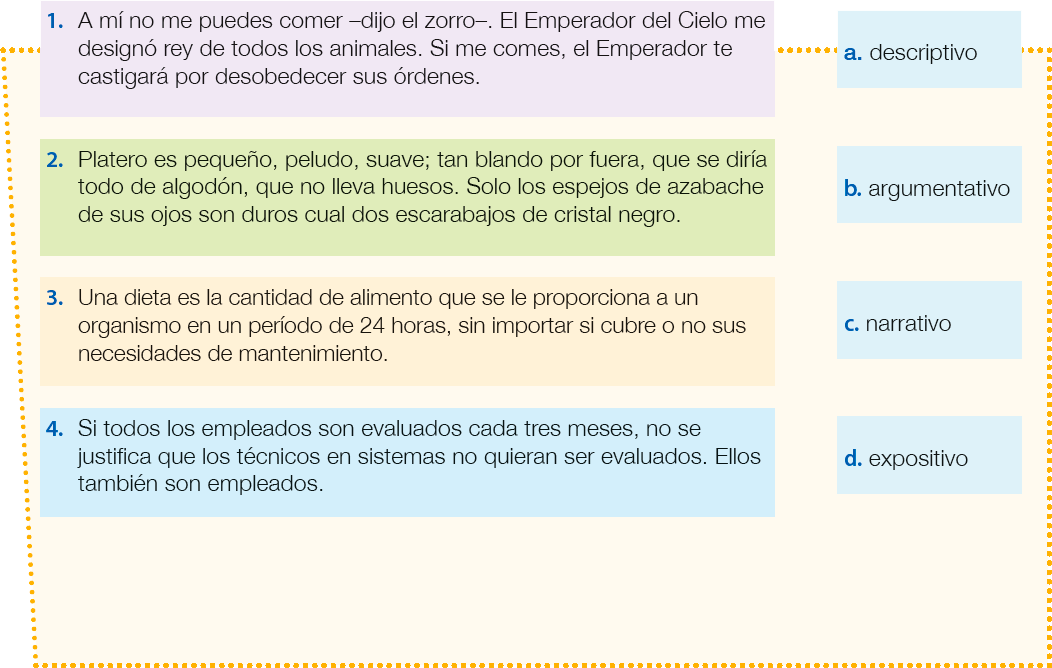 1. A mí no me puedes comer –dijo el zorro–. El Emperador del Cielo me
designó rey de todos los animales. Si me comes, el Emperador te
castigará por desobedecer sus órdenes.
a. descriptivo
2. Platero es pequeño, peludo, suave; tan blando por fuera, que se diría
todo de algodón, que no lleva huesos. Solo los espejos de azabache
de sus ojos son duros cual dos escarabajos de cristal negro.
b. argumentativo
3. Una dieta es la cantidad de alimento que se le proporciona a un
organismo en un período de 24 horas, sin importar si cubre o no sus
necesidades de mantenimiento.
c. narrativo
4. Si todos los empleados son evaluados cada tres meses, no se
justifica que los técnicos en sistemas no quieran ser evaluados. Ellos
también son empleados.
d. expositivo